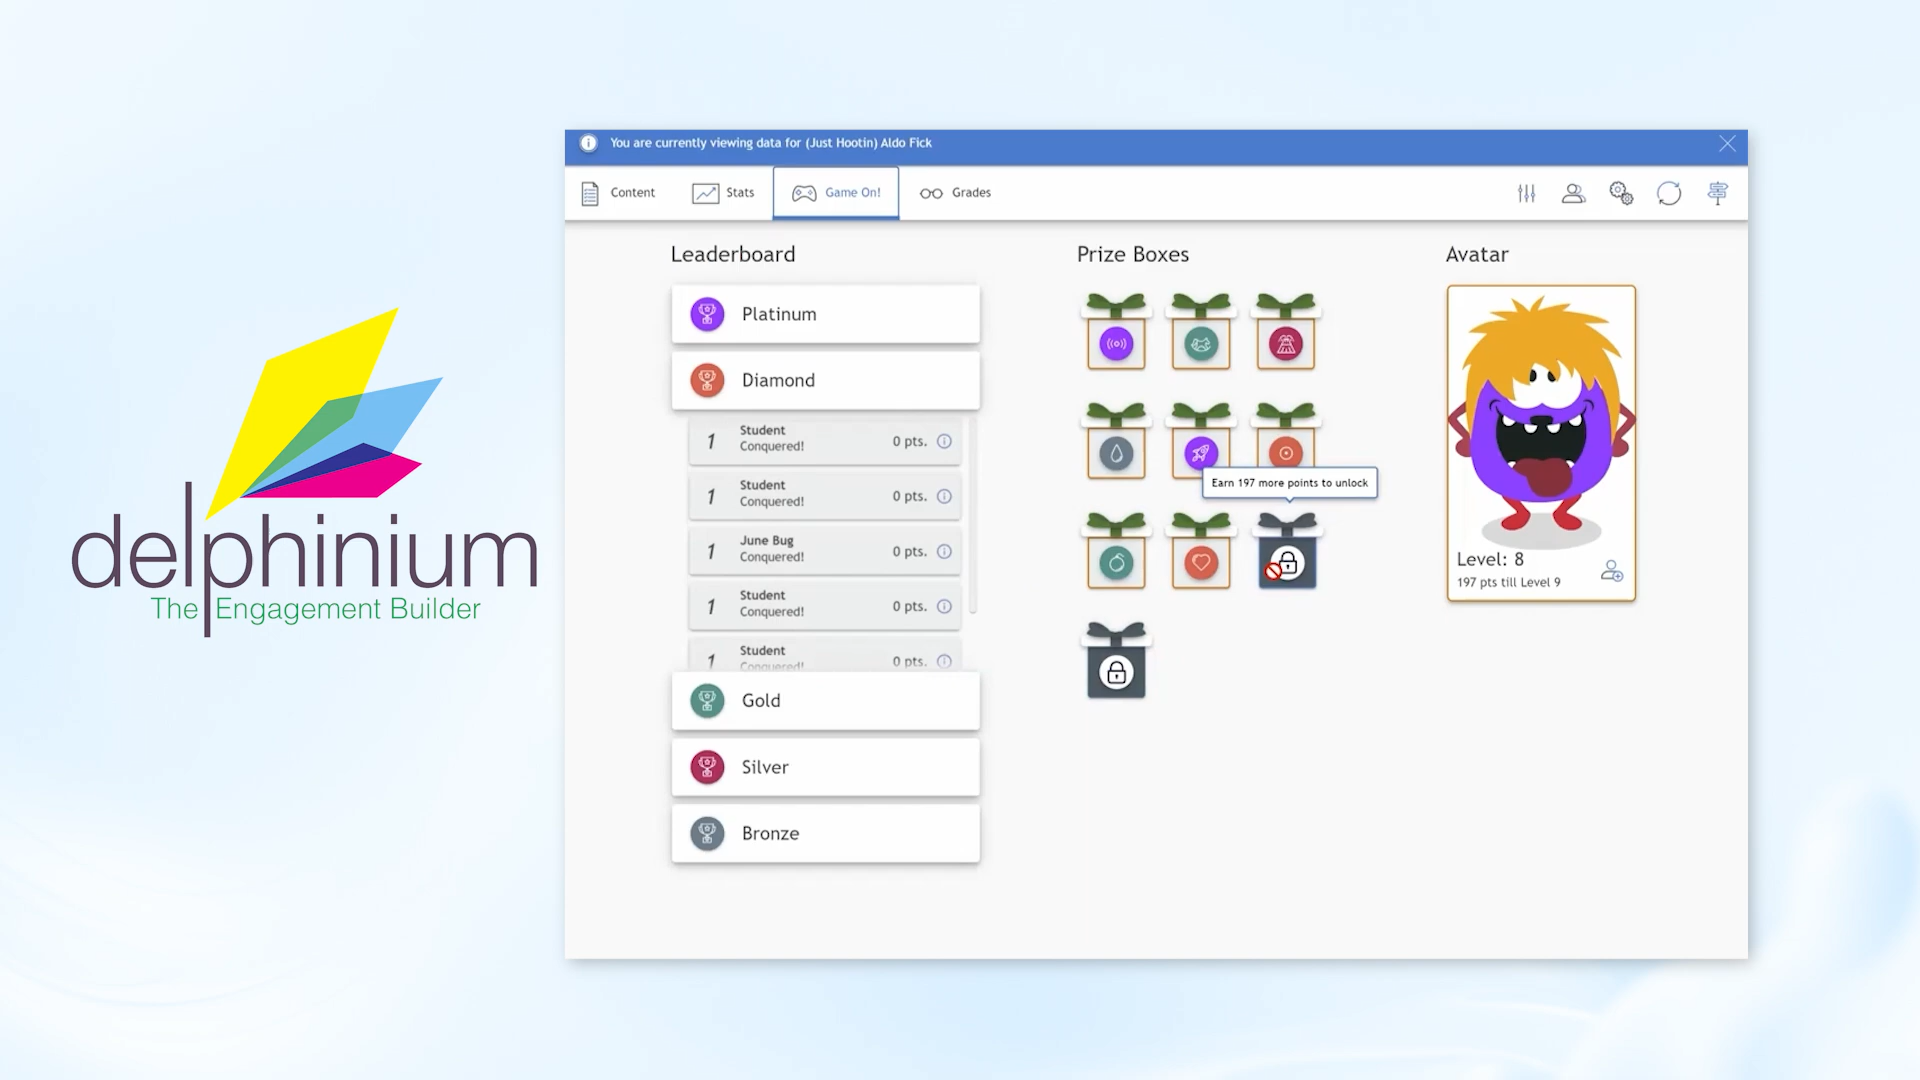 delphinium
The Engagement Builder
You are currently viewing data for (Just Hootin) Aldo Fick
Content
Stats
Game On!
Grades
Leaderboard
Platinum
Diamond
1
Student
Conquered!
0 pts.
1
Student
Conquered!
0 pts.
1
June Bug
Conquered!
0 pts.
1
Student
Conquered!
0 pts.
1
Student
Conquered!
0 pts.
Gold
Silver
Bronze
Prize Boxes
Earn 197 more points to unlock
Avatar
Level: 8
197 pts till Level 9